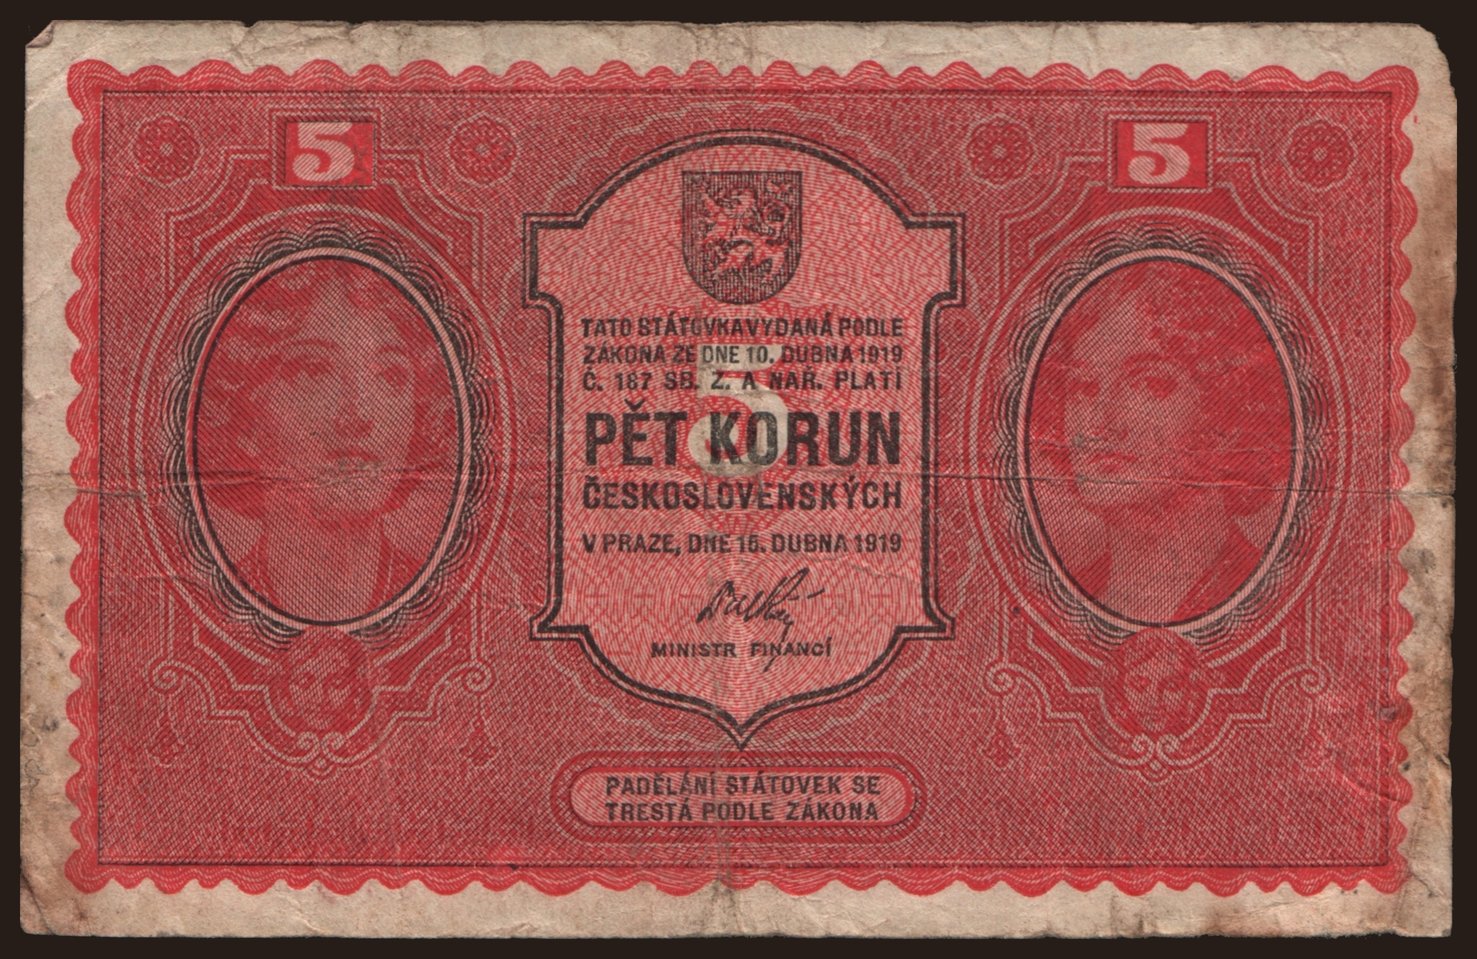 5
5
TATO STÁTOVKA VYDANÁ PODLE
ZÁKONA ZE DNE 10. DUBNA 1919
Č. 187 SB. Z. A NAŘ. PLATÍ
5
PĚT KORUN
ČESKOSLOVENSKÝCH
V PRAZE, DNE 15. DUBNA 1919
MINISTR FINANCÍ
PADĚLÁNÍ STÁTOVEK SE
TRESTÁ PODLE ZÁKONA